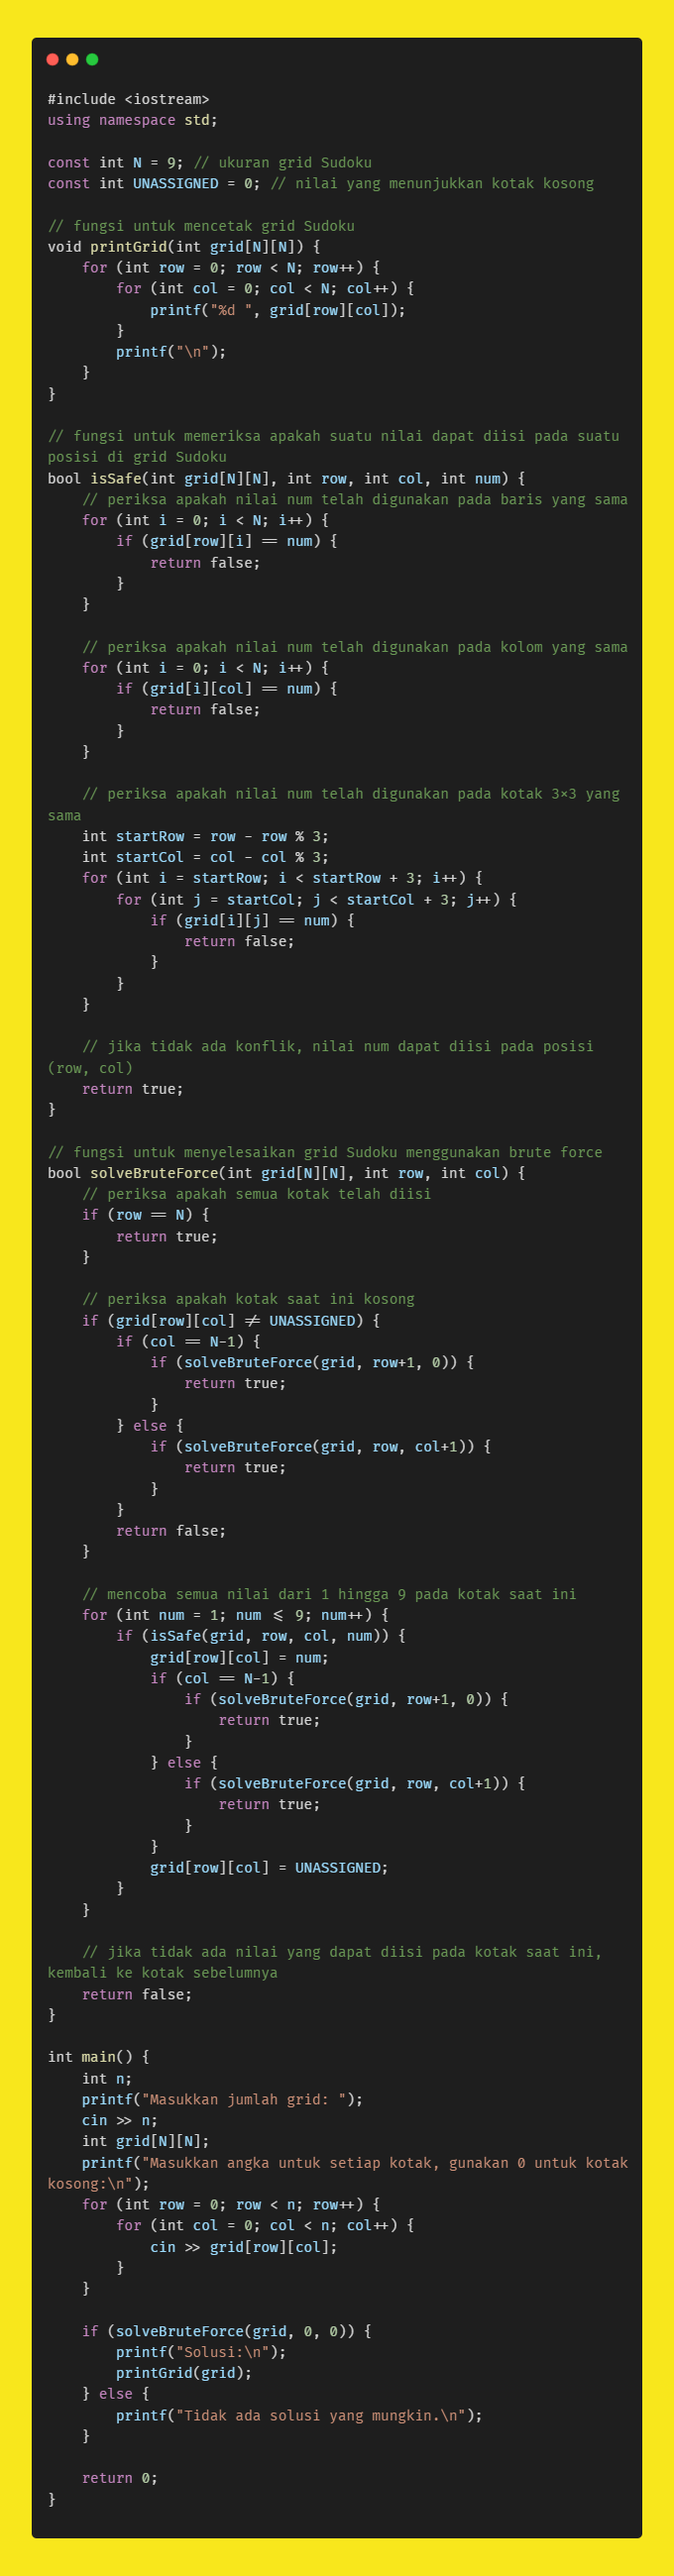 #include <iostream>
using namespace std;

const int N = 9; // ukuran grid Sudoku
const int UNASSIGNED = 0; // nilai yang menunjukkan kotak kosong

// fungsi untuk mencetak grid Sudoku
void printGrid(int grid[N][N]) {
    for (int row = 0; row < N; row++) {
        for (int col = 0; col < N; col++) {
            printf("%d ", grid[row][col]);
        }
        printf("\n");
    }
}

// fungsi untuk memeriksa apakah suatu nilai dapat diisi pada suatu
posisi di grid Sudoku
bool isSafe(int grid[N][N], int row, int col, int num) {
    // periksa apakah nilai num telah digunakan pada baris yang sama
    for (int i = 0; i < N; i++) {
        if (grid[row][i] == num) {
            return false;
        }
    }

    // periksa apakah nilai num telah digunakan pada kolom yang sama
    for (int i = 0; i < N; i++) {
        if (grid[i][col] == num) {
            return false;
        }
    }

    // periksa apakah nilai num telah digunakan pada kotak 3×3 yang
sama
    int startRow = row - row % 3;
    int startCol = col - col % 3;
    for (int i = startRow; i < startRow + 3; i++) {
        for (int j = startCol; j < startCol + 3; j++) {
            if (grid[i][j] == num) {
                return false;
            }
        }
    }

    // jika tidak ada konflik, nilai num dapat diisi pada posisi
(row, col)
    return true;
}

// fungsi untuk menyelesaikan grid Sudoku menggunakan brute force
bool solveBruteForce(int grid[N][N], int row, int col) {
    // periksa apakah semua kotak telah diisi
    if (row == N) {
        return true;
    }

    // periksa apakah kotak saat ini kosong
    if (grid[row][col] != UNASSIGNED) {
        if (col == N-1) {
            if (solveBruteForce(grid, row+1, 0)) {
                return true;
            }
        } else {
            if (solveBruteForce(grid, row, col+1)) {
                return true;
            }
        }
        return false;
    }

    // mencoba semua nilai dari 1 hingga 9 pada kotak saat ini
    for (int num = 1; num <= 9; num++) {
        if (isSafe(grid, row, col, num)) {
            grid[row][col] = num;
            if (col == N-1) {
                if (solveBruteForce(grid, row+1, 0)) {
                    return true;
                }
            } else {
                if (solveBruteForce(grid, row, col+1)) {
                    return true;
                }
            }
            grid[row][col] = UNASSIGNED;
        }
    }

    // jika tidak ada nilai yang dapat diisi pada kotak saat ini,
kembali ke kotak sebelumnya
    return false;
}

int main() {
    int n;
    printf("Masukkan jumlah grid: ");
    cin >> n;
    int grid[N][N];
    printf("Masukkan angka untuk setiap kotak, gunakan 0 untuk kotak
kosong:\n");
    for (int row = 0; row < n; row++) {
        for (int col = 0; col < n; col++) {
            cin >> grid[row][col];
        }
    }

    if (solveBruteForce(grid, 0, 0)) {
        printf("Solusi:\n");
        printGrid(grid);
    } else {
        printf("Tidak ada solusi yang mungkin.\n");
    }

    return 0;
}